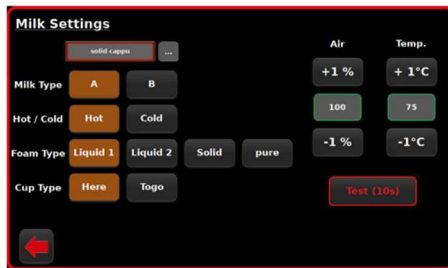 Milk Settings
solid cappu ...
Air Temp.
+1 % + 1°C
Milk Type A B
100 75
Hot / Cold Hot Cold
-1 % -1°C
Foam Type Liquid 1 Liquid 2 Solid pure
Cup Type Here Togo
Test (10s)